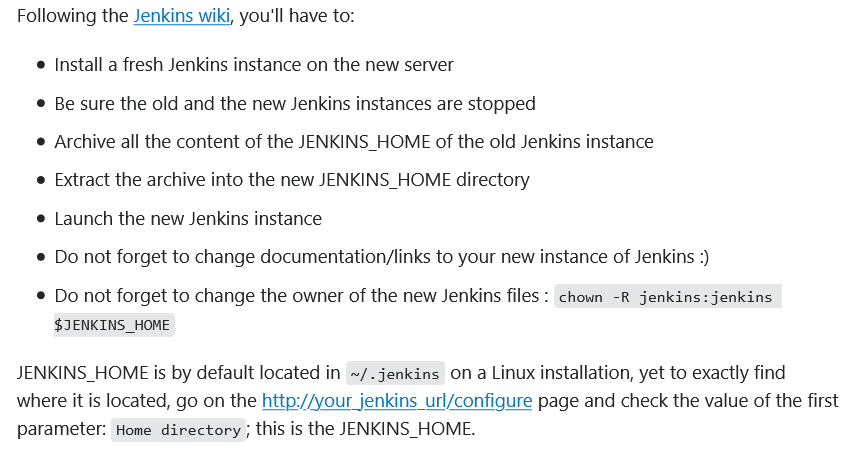 Following the Jenkins wiki, you'll have to:
• Install a fresh Jenkins instance on the new server
• Be sure the old and the new Jenkins instances are stopped
• Archive all the content of the JENKINS_HOME of the old Jenkins instance
• Extract the archive into the new JENKINS_HOME directory
• Launch the new Jenkins instance
• Do not forget to change documentation/links to your new instance of Jenkins :)
• Do not forget to change the owner of the new Jenkins files : chown -R jenkins:jenkins
$JENKINS_HOME
JENKINS_HOME is by default located in ~/.jenkins on a Linux installation, yet to exactly find
where it is located, go on the http://your_jenkins_url/configure page and check the value of the first
parameter: Home directory; this is the JENKINS_HOME.